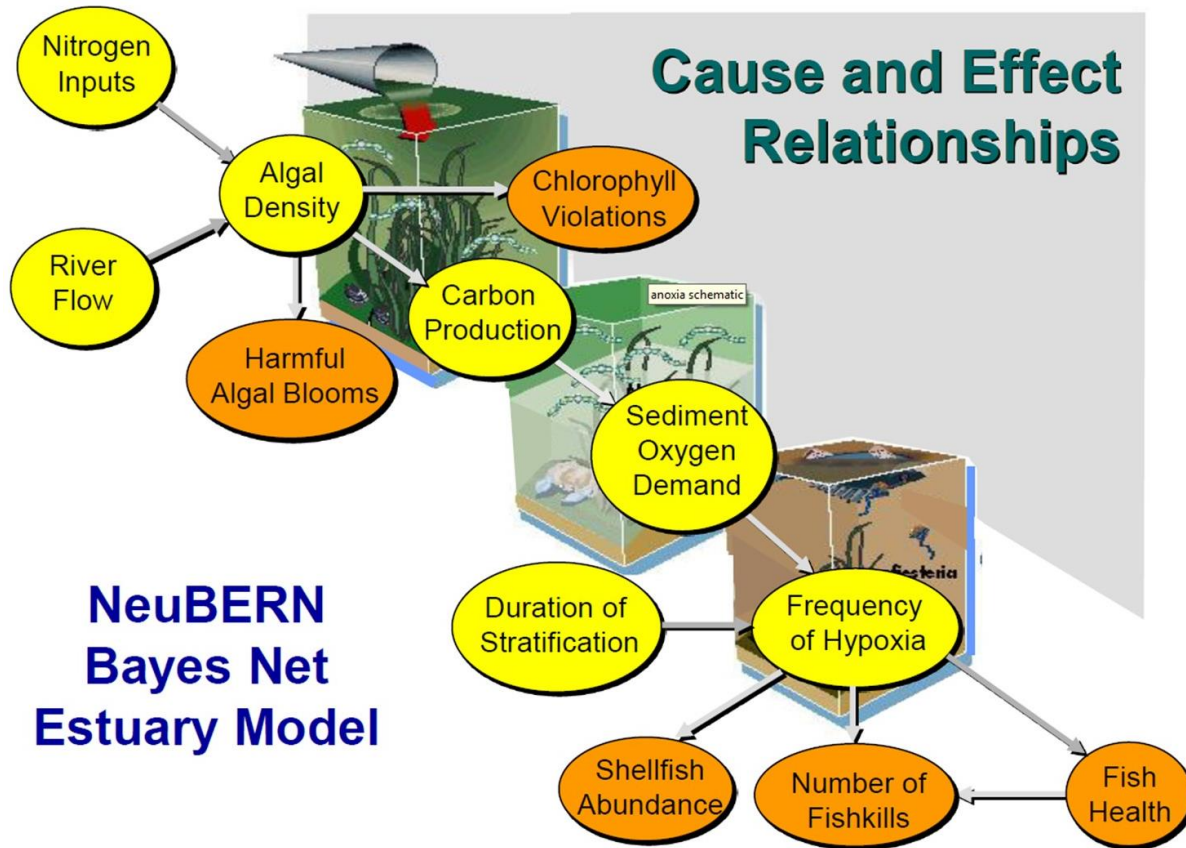 Cause and Effect
Relationships
Nitrogen
Inputs
Algal
Density
Chlorophyll
Violations
River
Flow
Carbon
Production
anoxia schematic
Harmful
Algal Blooms
Sediment
Oxygen
Demand
Duration of
Stratification
Frequency
of Hypoxia
NeuBERN
Bayes Net
Estuary Model
Shellfish
Abundance
Number of
Fishkills
Fish
Health